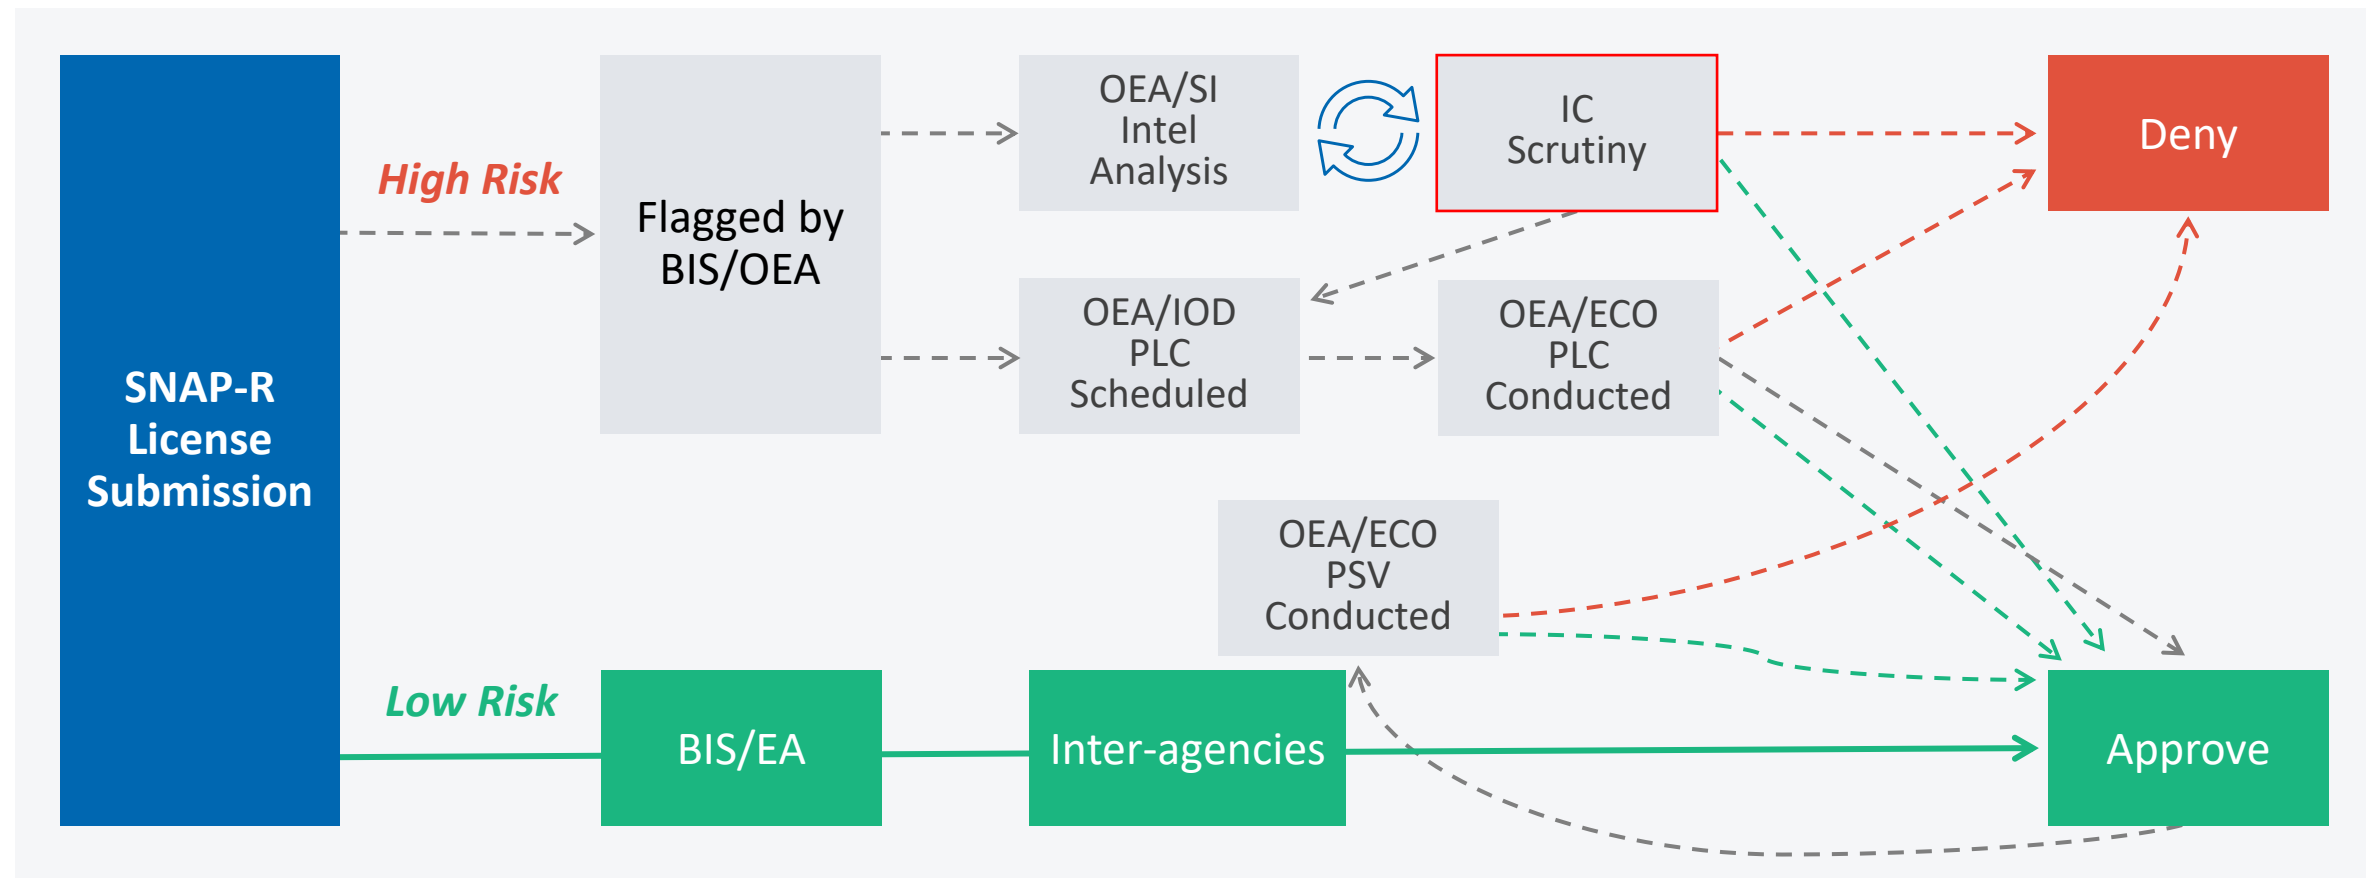 SNAP-R
License
Submission
High Risk
Flagged by
BIS/OEA
OEA/SI
Intel
Analysis
IC
Scrutiny
Deny
OEA/IOD
PLC
Scheduled
OEA/ECO
PLC
Conducted
OEA/ECO
PSV
Conducted
Low Risk
BIS/EA
Inter-agencies
Approve